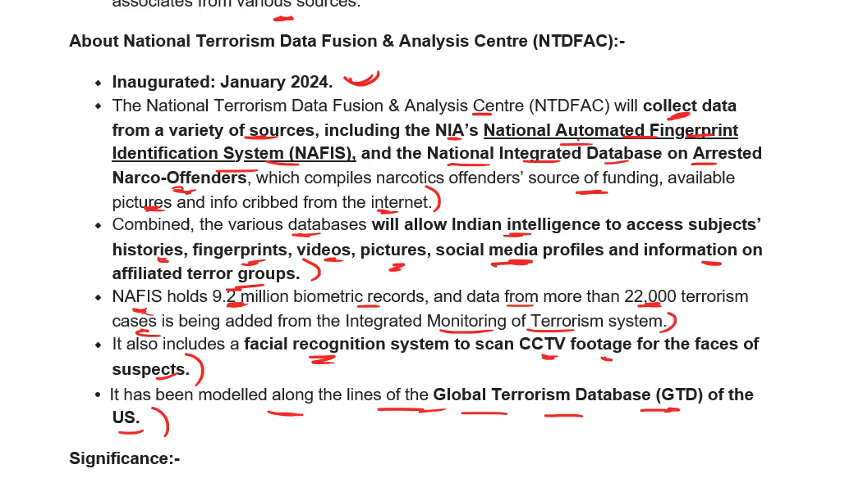 associates from various sources.
About National Terrorism Data Fusion & Analysis Centre (NTDFAC):-
• Inaugurated: January 2024.
• The National Terrorism Data Fusion & Analysis Centre (NTDFAC) will collect data
from a variety of sources, including the NIA's National Automated Fingerprint
Identification System (NAFIS), and the National Integrated Database on Arrested
Narco-Offenders, which compiles narcotics offenders' source of funding, available
pictures and info cribbed from the internet.
• Combined, the various databases will allow Indian intelligence to access subjects'
histories, fingerprints, videos, pictures, social media profiles and information on
affiliated terror groups.
• NAFIS holds 9.2 million biometric records, and data from more than 22,000 terrorism
cases is being added from the Integrated Monitoring of Terrorism system.
• It also includes a facial recognition system to scan CCTV footage for the faces of
suspects.
• It has been modelled along the lines of the Global Terrorism Database (GTD) of the
US.
Significance:-